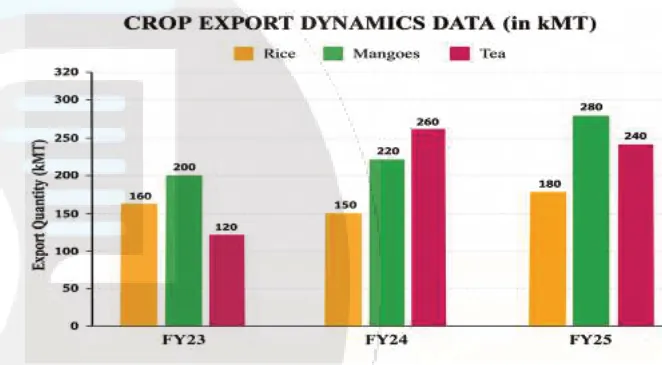 CROP EXPORT DYNAMICS DATA (in kMT)
Rice Mangoes Tea
Export Quantity (kMT)
320
300
250
200
150
100
50
0
160 200 120
150 220 260
180 280 240
FY23 FY24 FY25